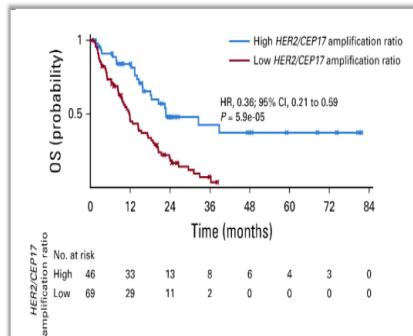 1
High HER2/CEP17 amplification ratio
Low HER2/CEP17 amplification ratio
OS (probability)
HR, 0.36; 95% CI, 0.21 to 0.59
P = 5.9e-05
0.5
0 12 24 36 48 60 72 84
Time (months)
HER2/CEP17
amplification ratio
No. at risk
High 46 33 13 8 6 4 3 0
Low 69 29 11 2 0 0 0 0